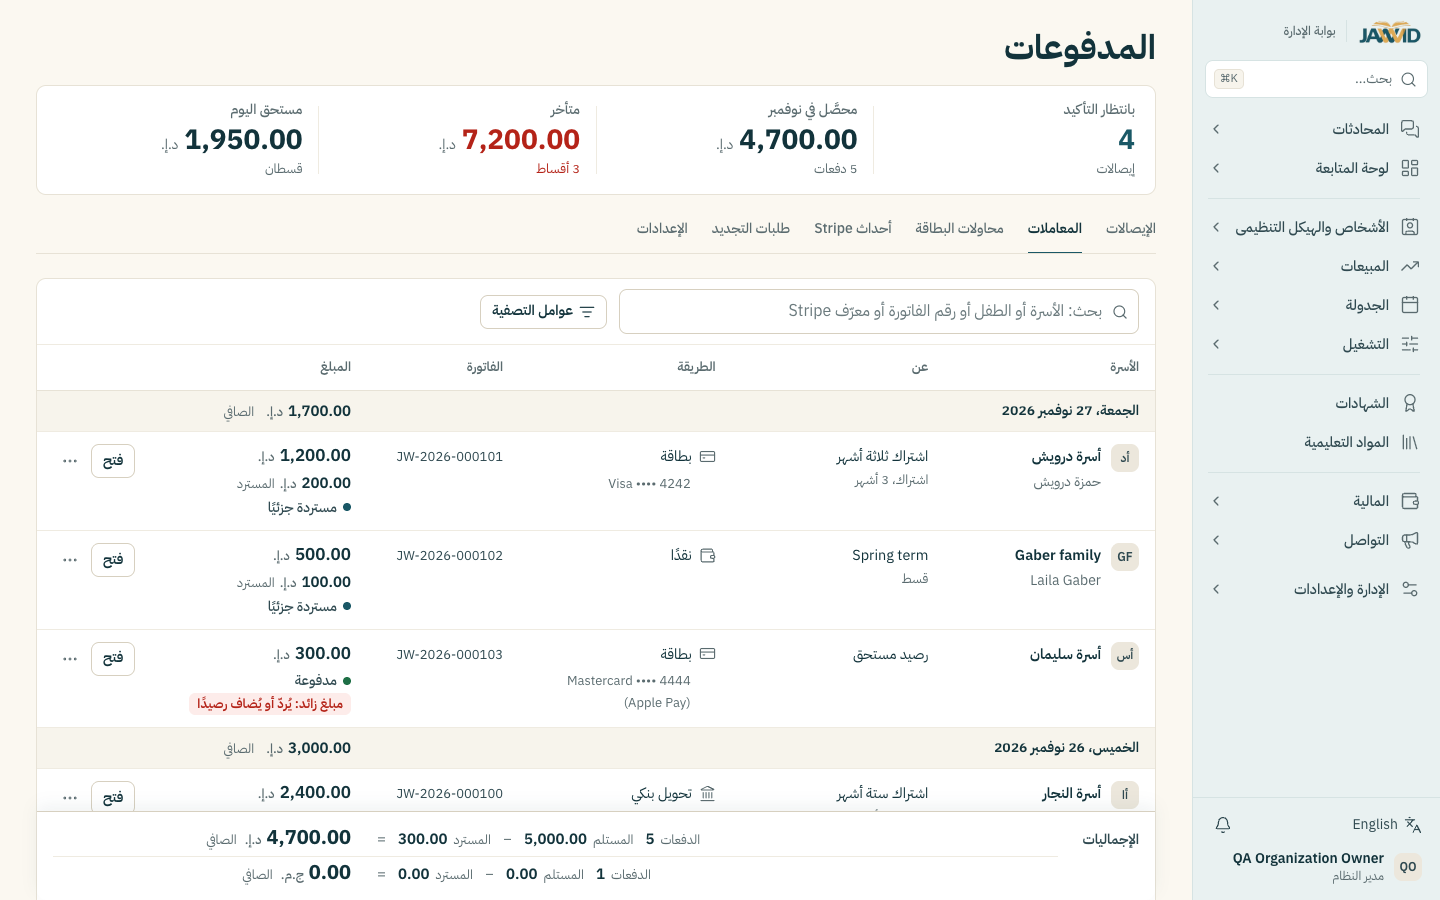 JAWWID
بوابة الإدارة
بحث...
⌘K
المحادثات
لوحة المتابعة
الأشخاص والهيكل التنظيمي
المبيعات
الجدولة
التشغيل
الشهادات
المواد التعليمية
المالية
التواصل
الإدارة والإعدادات
English
QO
QA Organization Owner
مدير النظام
المدفوعات
بانتظار التأكيد
4
إيصالات
محصَّل في نوفمبر
4,700.00 د.إ.
5 دفعات
متأخر
7,200.00 د.إ.
3 أقساط
مستحق اليوم
1,950.00 د.إ.
قسطان
الإيصالات
المعاملات
محاولات البطاقة
أحداث Stripe
طلبات التجديد
الإعدادات
بحث: الأسرة أو الطفل أو رقم الفاتورة أو معرّف Stripe
عوامل التصفية
الأسرة عن الطريقة الفاتورة المبلغ
الجمعة، 27 نوفمبر 2026 1,700.00 د.إ. الصافي
أد أسرة درويش اشتراك ثلاثة أشهر بطاقة JW-2026-000101 1,200.00 د.إ. فتح
حمزة درويش اشتراك، 3 أشهر Visa •••• 4242 200.00 د.إ. المسترد
مستردة جزئيًا
GF Gaber family Spring term نقدًا JW-2026-000102 500.00 د.إ. فتح
Laila Gaber قسط 100.00 د.إ. المسترد
مستردة جزئيًا
أس أسرة سليمان رصيد مستحق بطاقة JW-2026-000103 300.00 د.إ. فتح
Mastercard •••• 4444 مدفوعة
(Apple Pay) مبلغ زائد: يُردّ أو يُضاف رصيدًا
الخميس، 26 نوفمبر 2026 3,000.00 د.إ. الصافي
أا أسرة النجار اشتراك ستة أشهر تحويل بنكي JW-2026-000100 2,400.00 د.إ. فتح
الإجماليات الدفعات 5 المستلم 5,000.00 − المسترد 300.00 = 4,700.00 د.إ. الصافي
الدفعات 1 المستلم 0.00 − المسترد 0.00 = 0.00 ج.م. الصافي